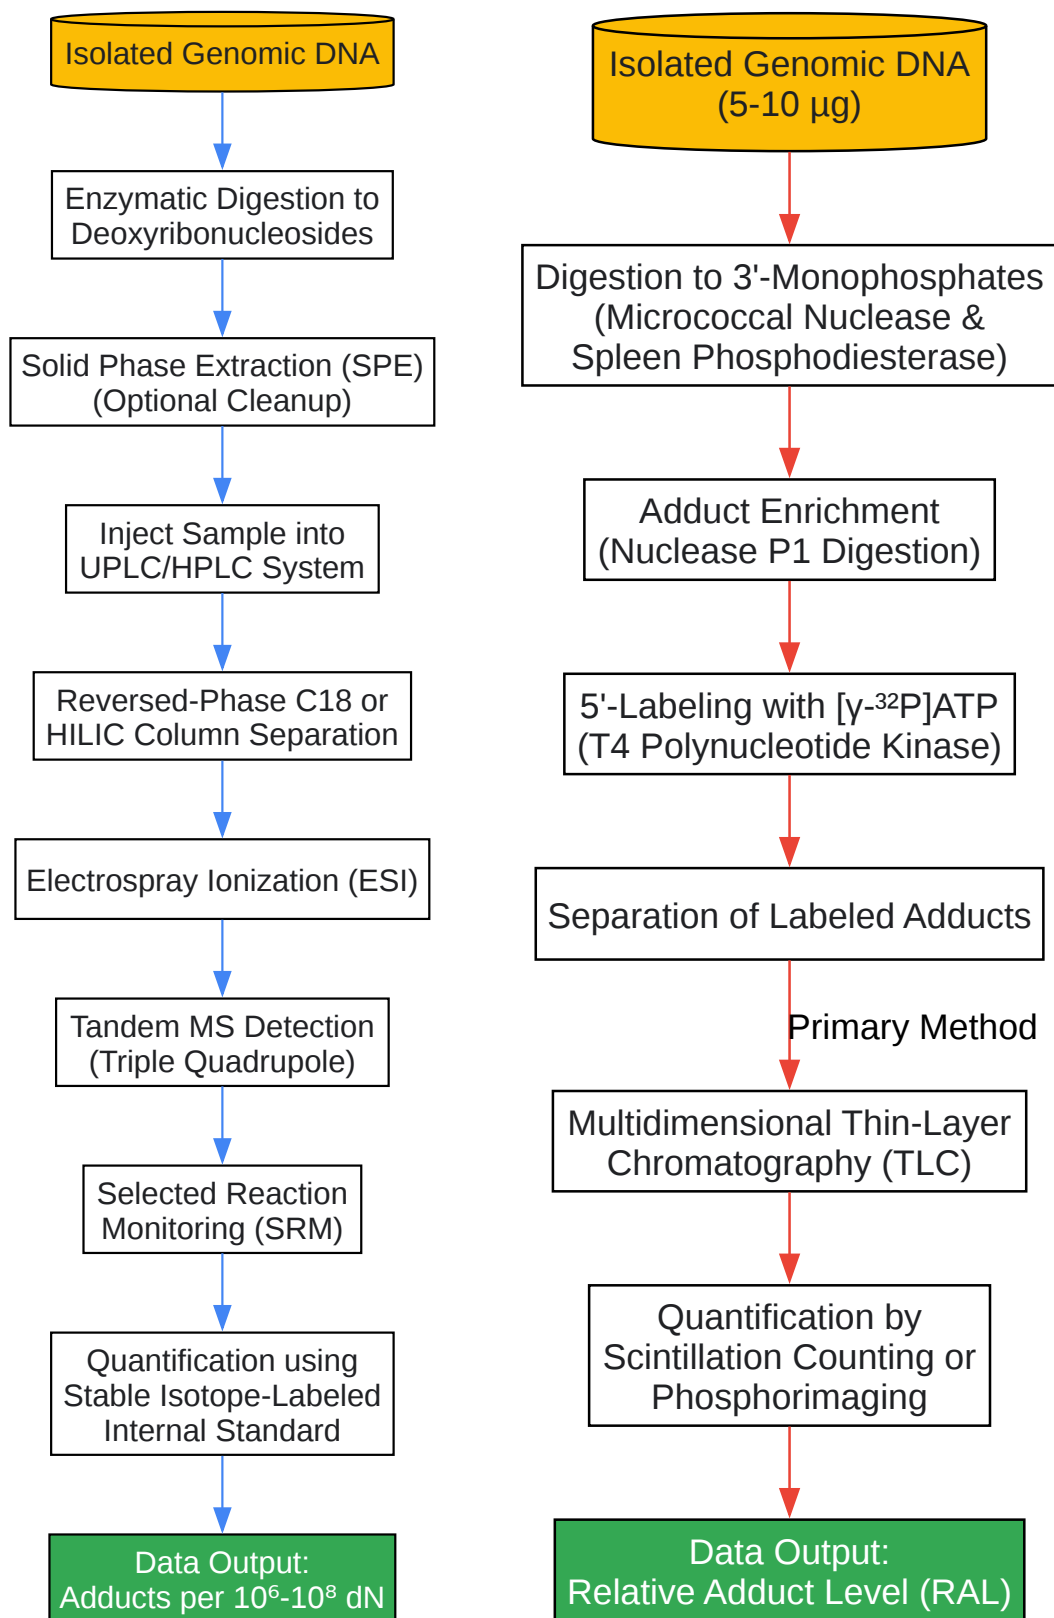 Isolated Genomic DNA
Enzymatic Digestion to
Deoxyribonucleosides
Solid Phase Extraction (SPE)
(Optional Cleanup)
Inject Sample into
UPLC/HPLC System
Reversed-Phase C18 or
HILIC Column Separation
Electrospray Ionization (ESI)
Tandem MS Detection
(Triple Quadrupole)
Selected Reaction
Monitoring (SRM)
Quantification using
Stable Isotope-Labeled
Internal Standard
Data Output:
Adducts per 10⁶-10⁸ dN
Isolated Genomic DNA
(5-10 µg)
Digestion to 3'-Monophosphates
(Micrococcal Nuclease &
Spleen Phosphodiesterase)
Adduct Enrichment
(Nuclease P1 Digestion)
5'-Labeling with [γ-³²P]ATP
(T4 Polynucleotide Kinase)
Separation of Labeled Adducts
Primary Method
Multidimensional Thin-Layer
Chromatography (TLC)
Quantification by
Scintillation Counting or
Phosphorimaging
Data Output:
Relative Adduct Level (RAL)